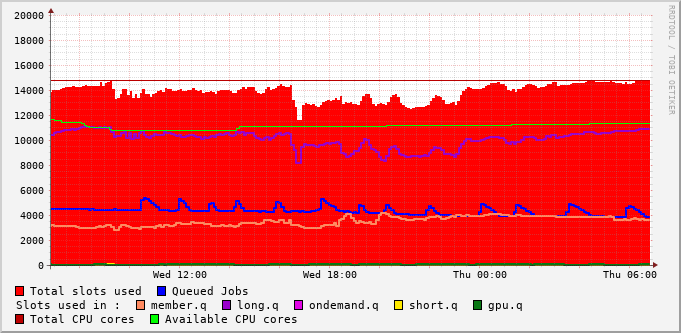 20000
18000
16000
14000
12000
10000
8000
6000
4000
2000
0
Wed 12:00 Wed 18:00 Thu 00:00 Thu 06:00
RRDTOOL / TOBI OETIKER
Total slots used Queued Jobs
Slots used in : member.q long.q ondemand.q short.q gpu.q
Total CPU cores Available CPU cores